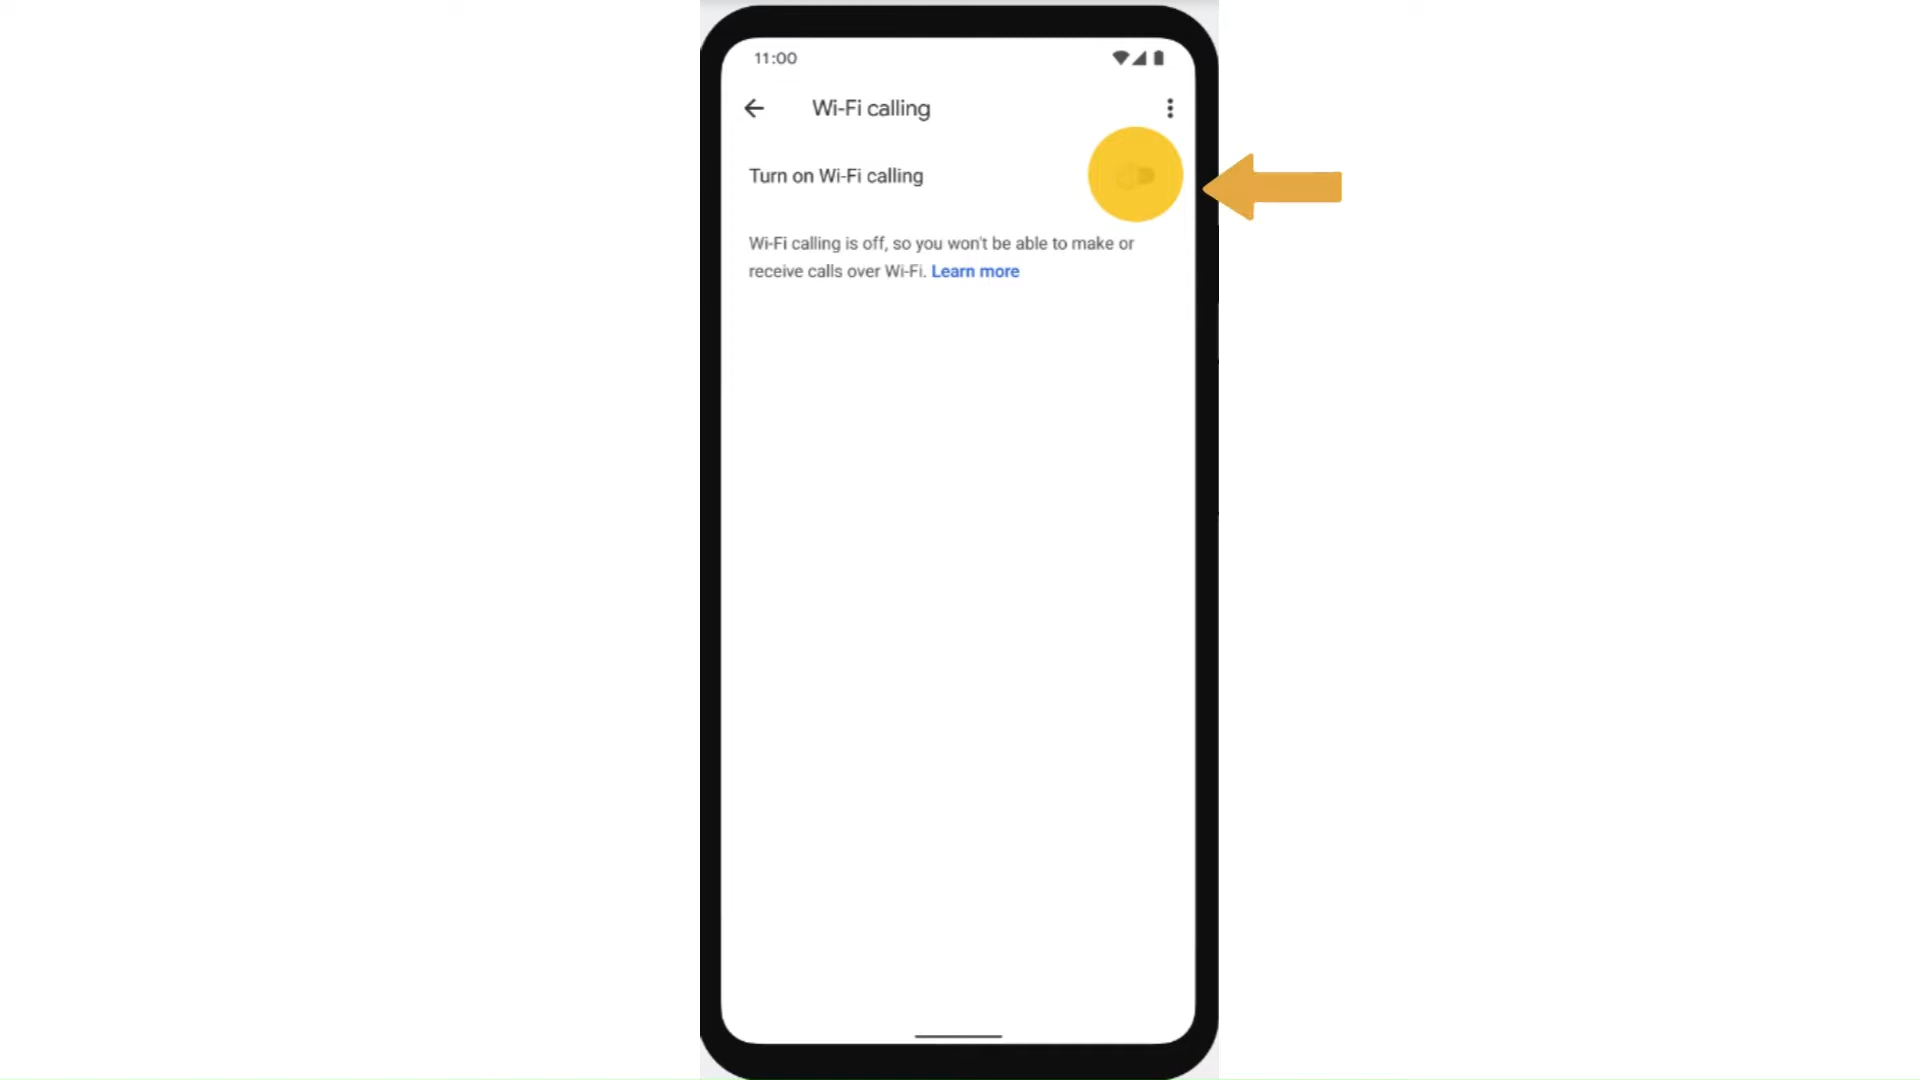 11:00
Wi-Fi calling
Turn on Wi-Fi calling
Wi-Fi calling is off, so you won't be able to make or
receive calls over Wi-Fi. Learn more